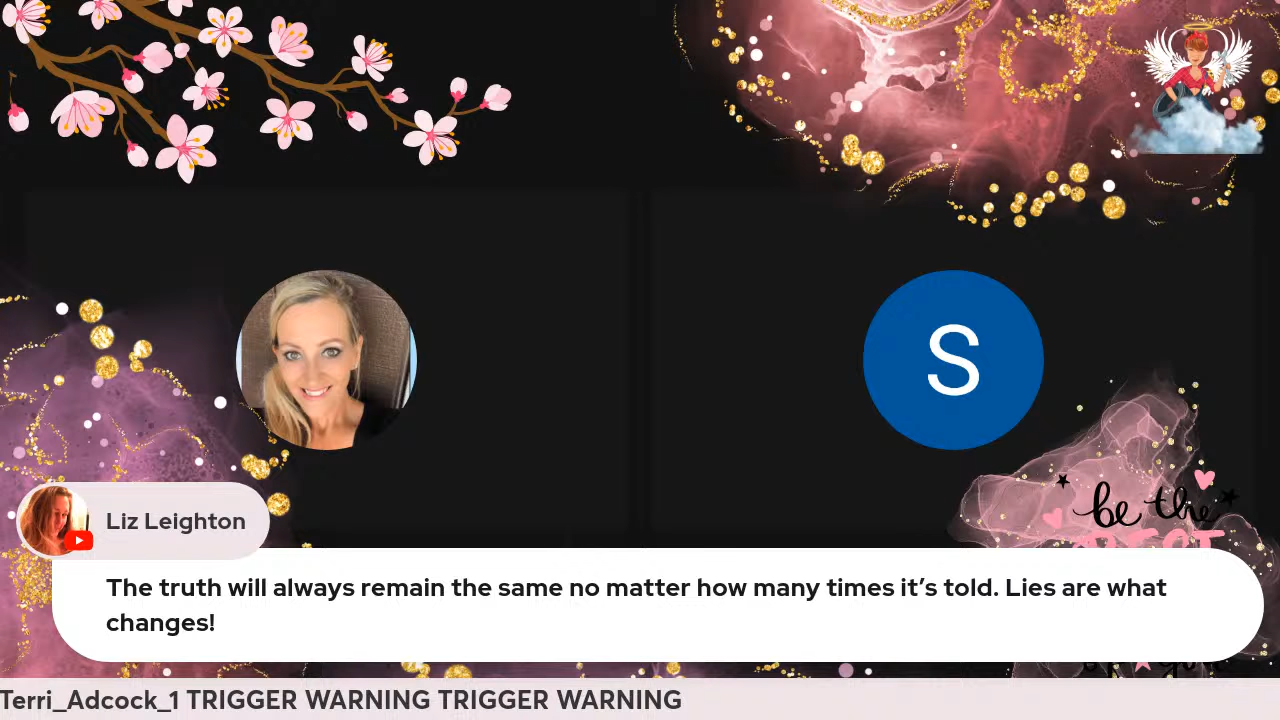 S
be the
Liz Leighton
The truth will always remain the same no matter how many times it’s told. Lies are what
changes!
Terri_Adcock_1 TRIGGER WARNING TRIGGER WARNING